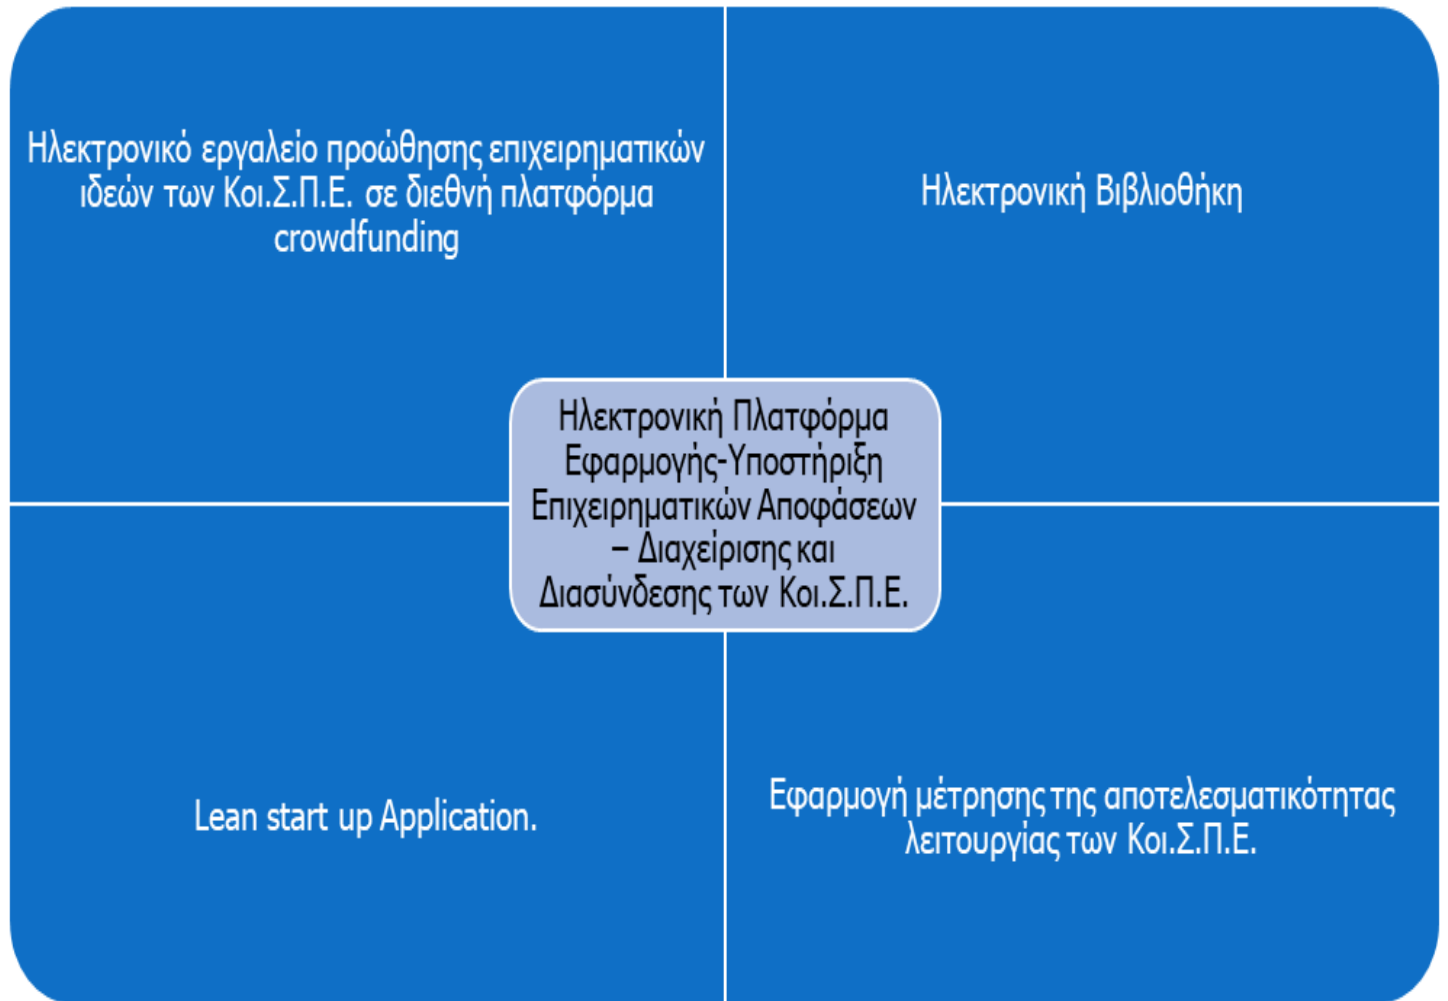 Ηλεκτρονικό εργαλείο προώθησης επιχειρηματικών
ιδεών των Κοι.Σ.Π.Ε. σε διεθνή πλατφόρμα
crowdfunding
Ηλεκτρονική Βιβλιοθήκη
Ηλεκτρονική Πλατφόρμα
Εφαρμογής-Υποστήριξη
Επιχειρηματικών Αποφάσεων
– Διαχείρισης και
Διασύνδεσης των Κοι.Σ.Π.Ε.
Lean start up Application.
Εφαρμογή μέτρησης της αποτελεσματικότητας
λειτουργίας των Κοι.Σ.Π.Ε.